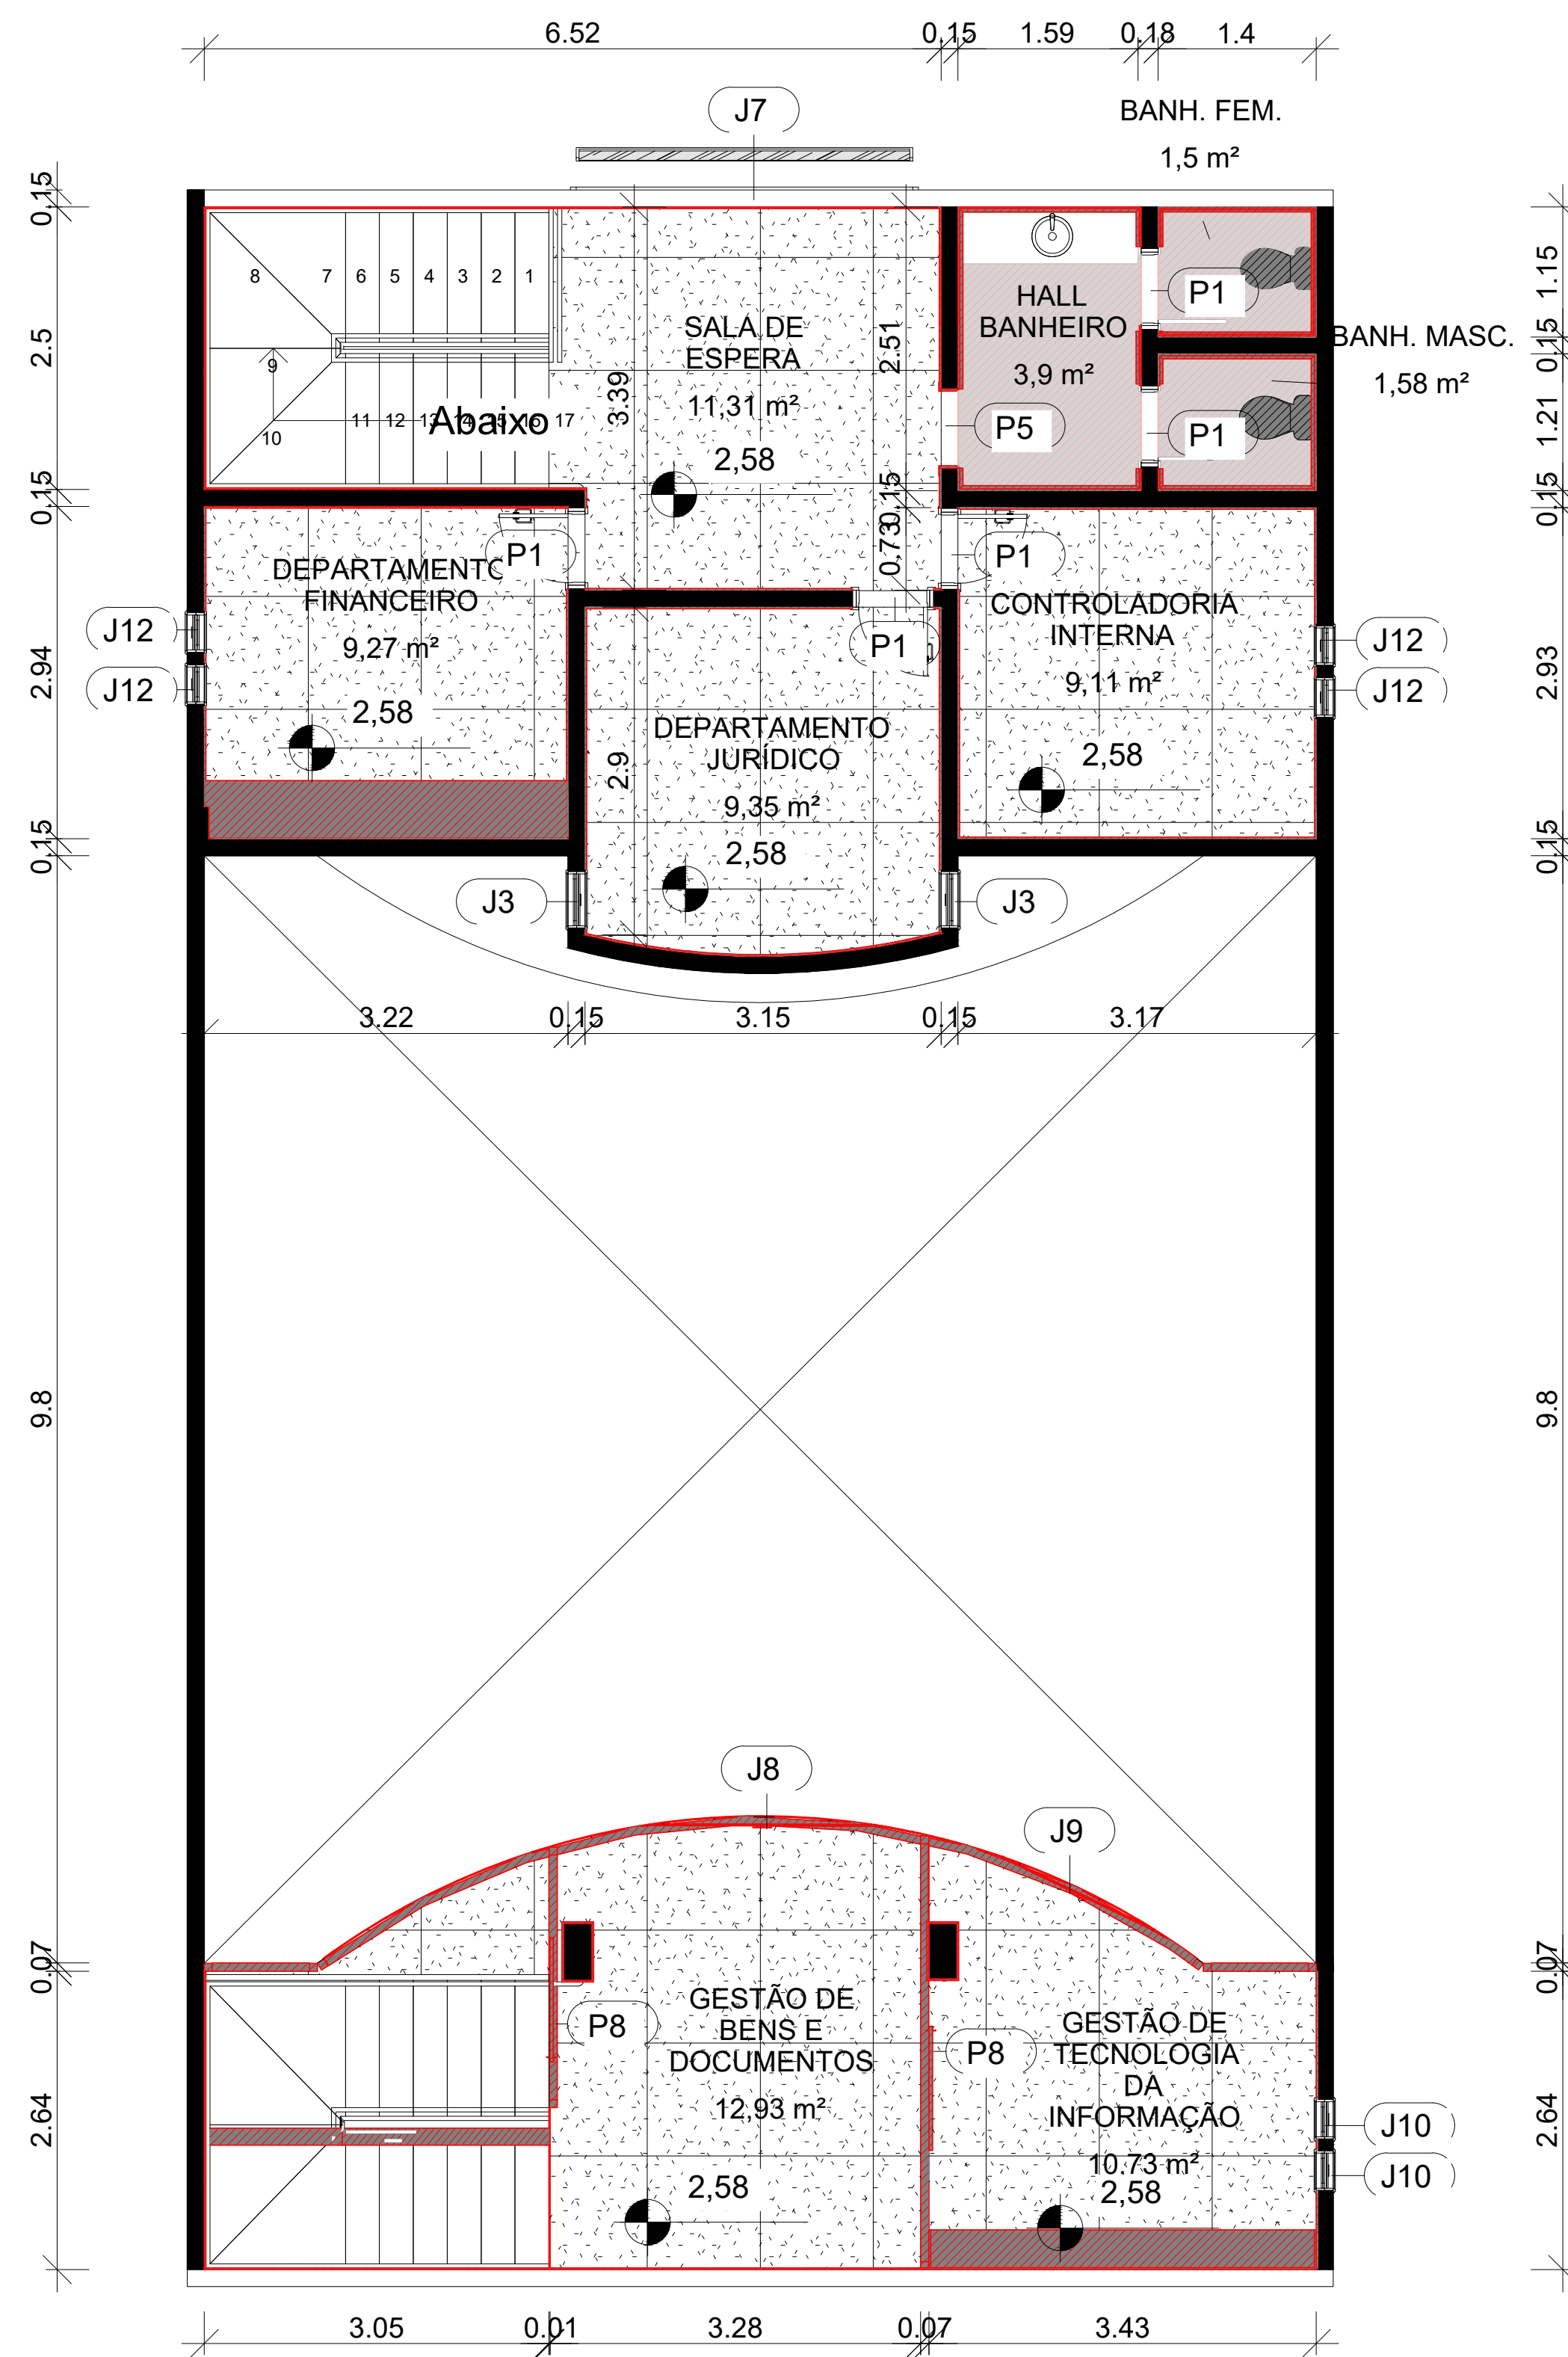 6.52
0.15
1.59
0.18
1.4
J7
BANH. FEM.
1,5 m²
0.15
2.5
0.15
2.94
0.15
9.8
0.07
2.64
1.15
0.15
1.21
0.15
2.93
0.15
9.8
0.07
2.64
8
7
6
5
4
3
2
1
9
10
11
12
13
14
15
16
17
Abaixo
SALA DE
ESPERA
11,31 m²
2,58
3.39
2.51
0.15
0.73
HALL
BANHEIRO
3,9 m²
P1
P5
P1
BANH. MASC.
1,58 m²
P1
DEPARTAMENTO
FINANCEIRO
9,27 m²
2,58
J12
J12
P1
CONTROLADORIA
INTERNA
9,11 m²
2,58
J12
J12
P1
DEPARTAMENTO
JURÍDICO
9,35 m²
2,58
2.9
J3
J3
3.22
0.15
3.15
0.15
3.17
J8
J9
P8
GESTÃO DE
BENS E
DOCUMENTOS
12,93 m²
2,58
P8
GESTÃO DE
TECNOLOGIA
DA
INFORMAÇÃO
10,73 m²
2,58
J10
J10
3.05
0.01
3.28
0.07
3.43